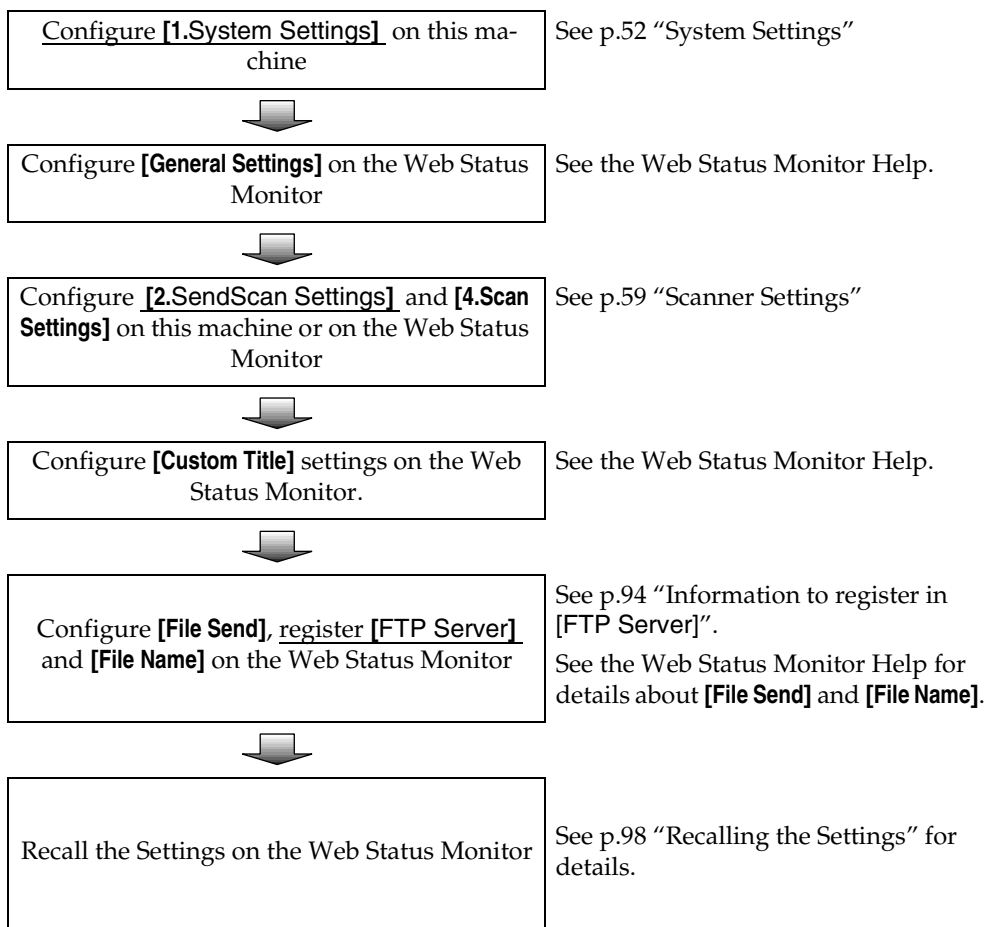 Configure [1.System Settings] on this ma-
chine
See p.52 “System Settings”
Configure [General Settings] on the Web Status
Monitor
See the Web Status Monitor Help.
Configure [2.SendScan Settings] and [4.Scan
Settings] on this machine or on the Web Status
Monitor
See p.59 “Scanner Settings”
Configure [Custom Title] settings on the Web
Status Monitor.
See the Web Status Monitor Help.
Configure [File Send], register [FTP Server]
and [File Name] on the Web Status Monitor
See p.94 “Information to register in
[FTP Server]”.
See the Web Status Monitor Help for
details about [File Send] and [File Name].
Recall the Settings on the Web Status Monitor
See p.98 “Recalling the Settings” for
details.